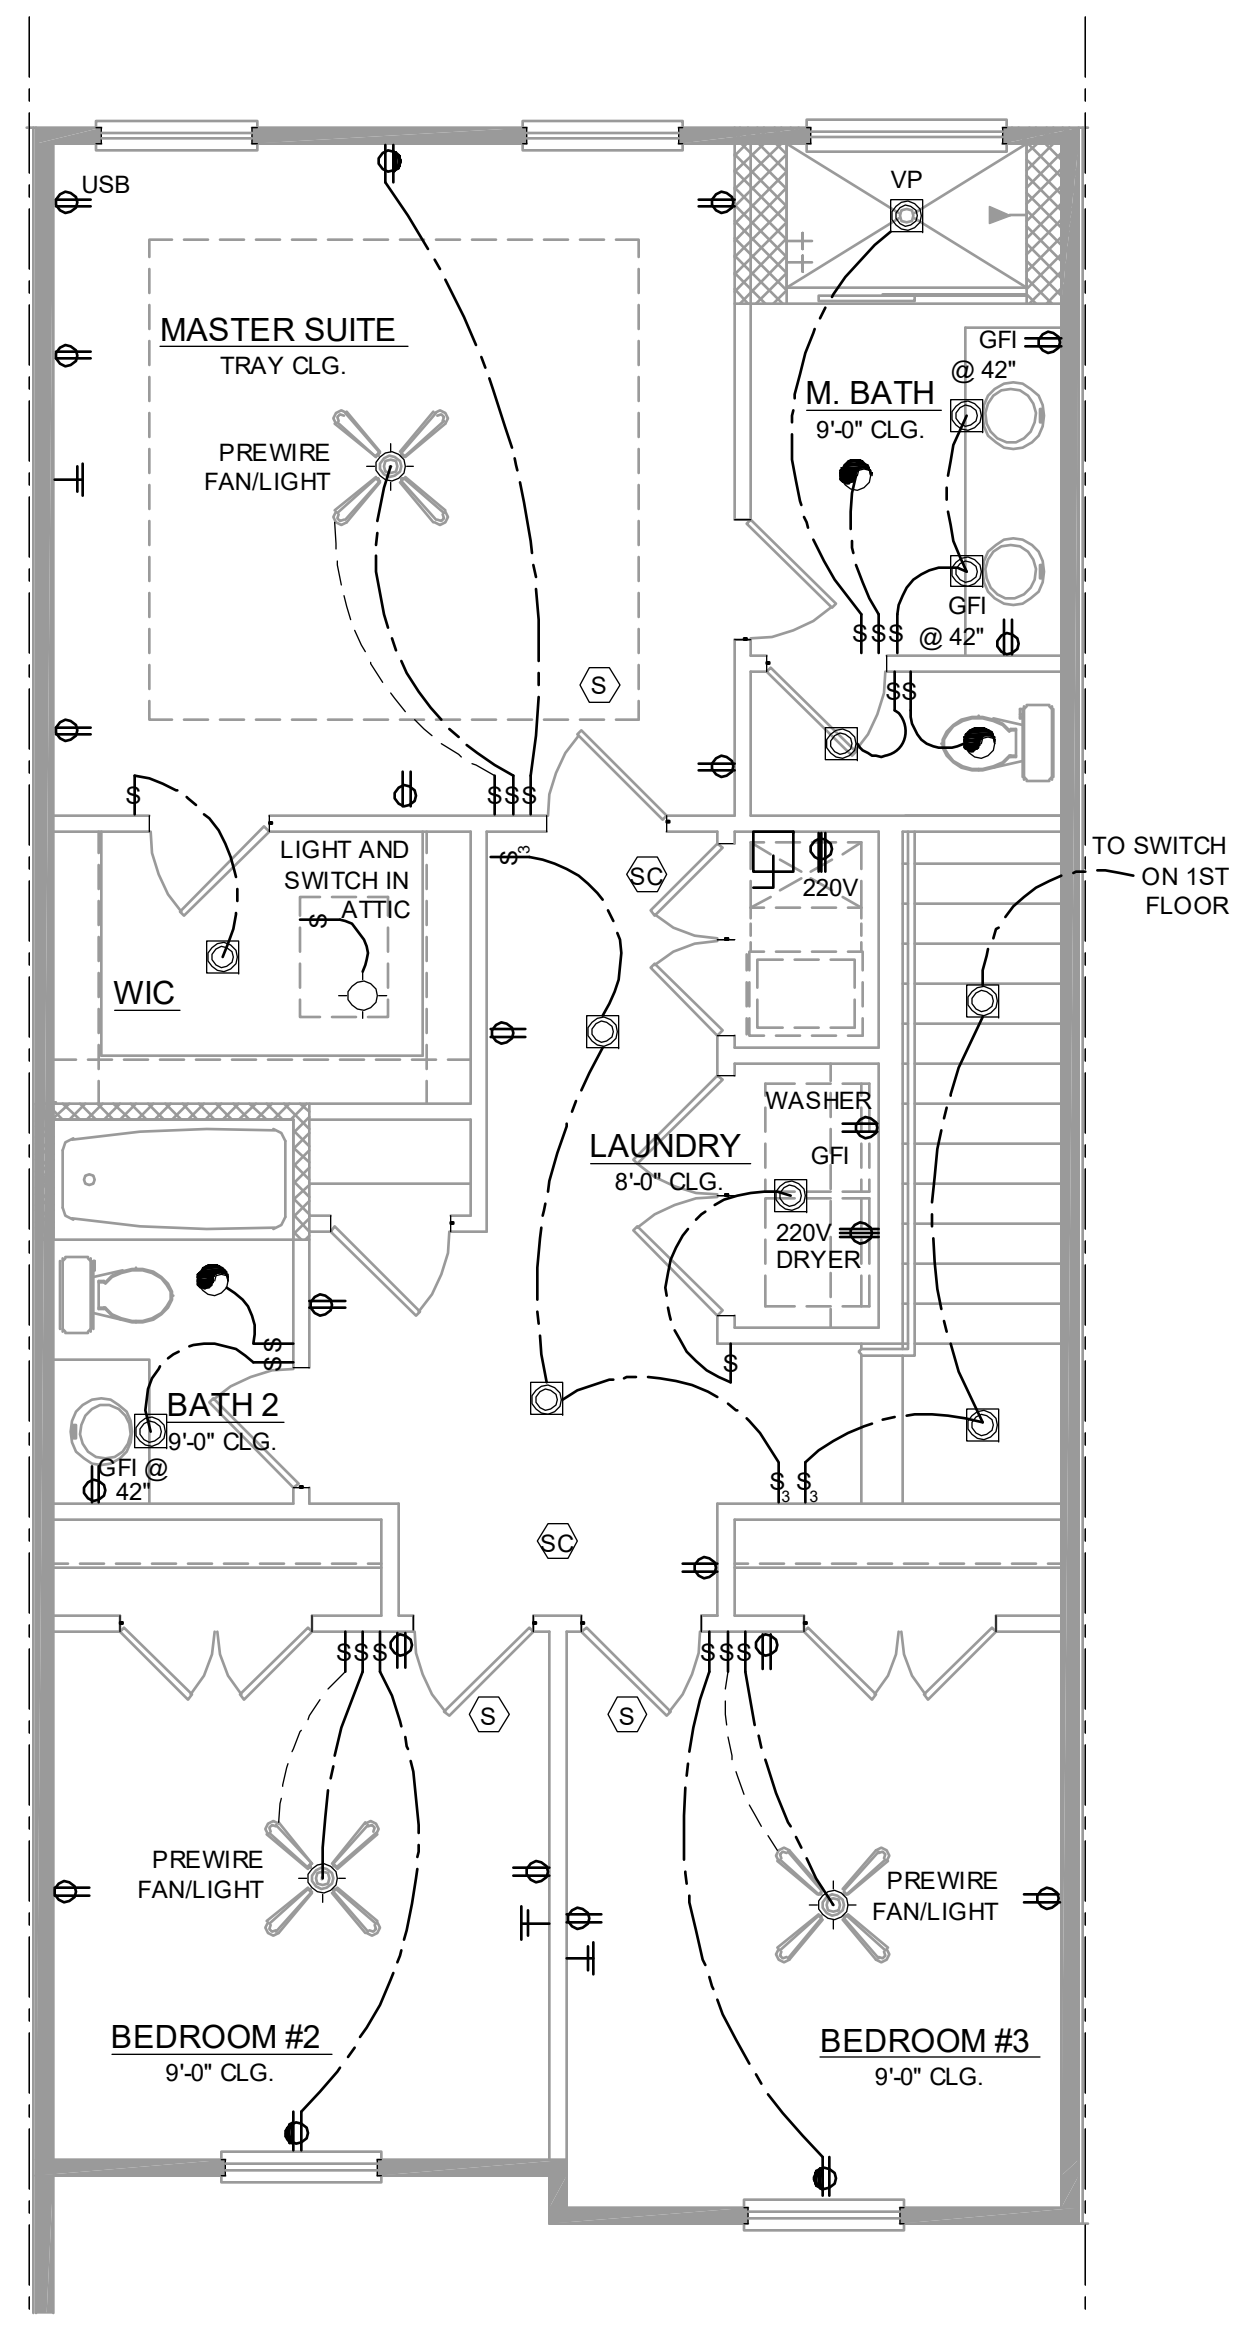 USB
VP
MASTER SUITE
TRAY CLG.
GFI
@ 42"
M. BATH
9'-0" CLG.
PREWIRE
FAN/LIGHT
GFI
@ 42"
S S S
S
S S
S
S S S
LIGHT AND
SWITCH IN
ATTIC
S
S3
SC
220V
TO SWITCH
ON 1ST
FLOOR
WIC
WASHER
LAUNDRY
8'-0" CLG.
GFI
220V
DRYER
S
S
S
BATH 2
9'-0" CLG.
GFI @
42"
S3 S3
SC
S S S
S S S
S
S
PREWIRE
FAN/LIGHT
PREWIRE
FAN/LIGHT
BEDROOM #2
9'-0" CLG.
BEDROOM #3
9'-0" CLG.